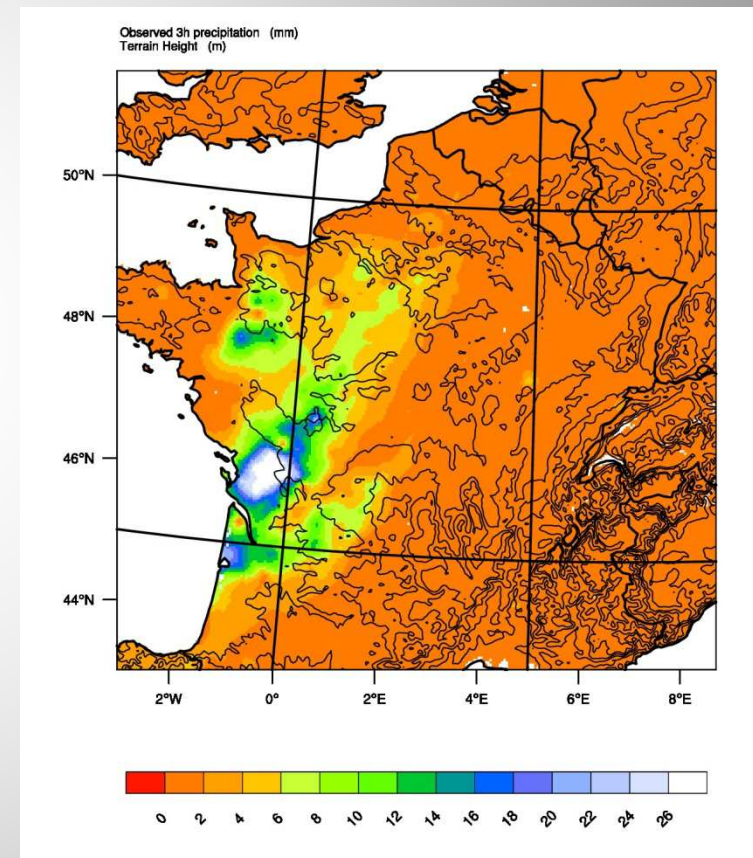 Observed 3h precipitation (mm)
Terrain Height (m)
50°N
48°N
46°N
44°N
2°W 0° 2°E 4°E 6°E 8°E
0 2 4 6 8 10 12 14 16 18 20 22 24 26